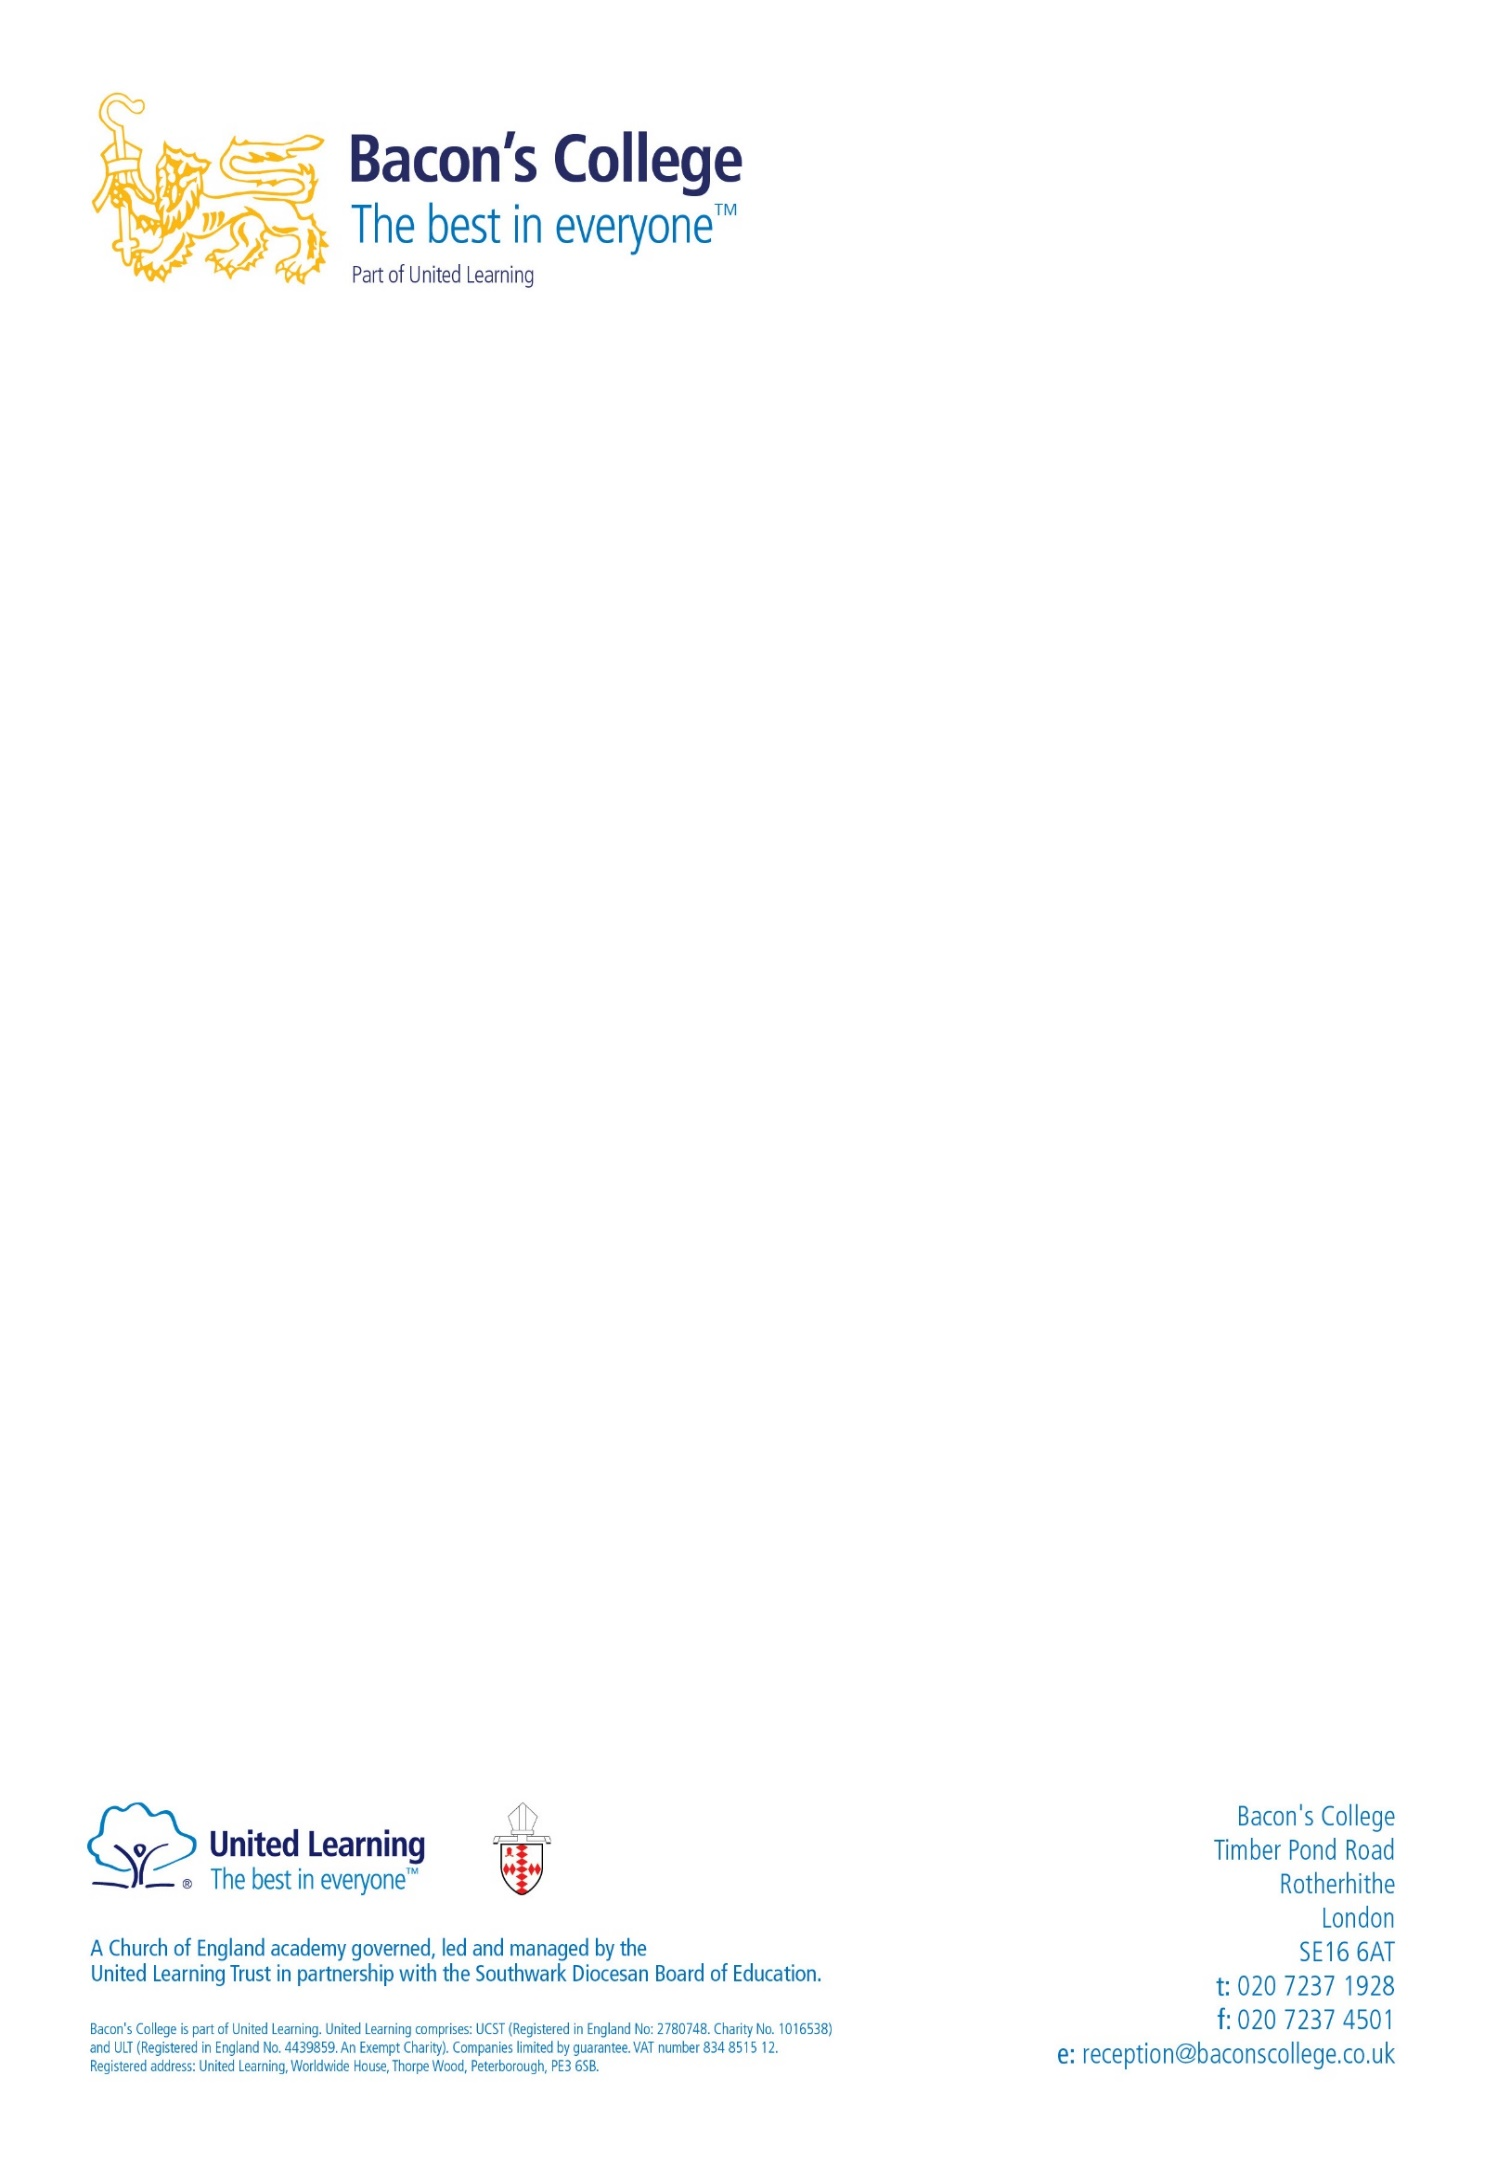 Bacon's College
The best in everyone™
Part of United Learning
United Learning
The best in everyone™
®
A Church of England academy governed, led and managed by the
United Learning Trust in partnership with the Southwark Diocesan Board of Education.
Bacon's College is part of United Learning. United Learning comprises: UCST (Registered in England No: 2780748. Charity No. 1016538)
and ULT (Registered in England No. 4439859. An Exempt Charity). Companies limited by guarantee. VAT number 834 8515 12.
Registered address: United Learning, Worldwide House, Thorpe Wood, Peterborough, PE3 6SB.
Bacon's College
Timber Pond Road
Rotherhithe
London
SE16 6AT
t: 020 7237 1928
f: 020 7237 4501
e: reception@baconscollege.co.uk